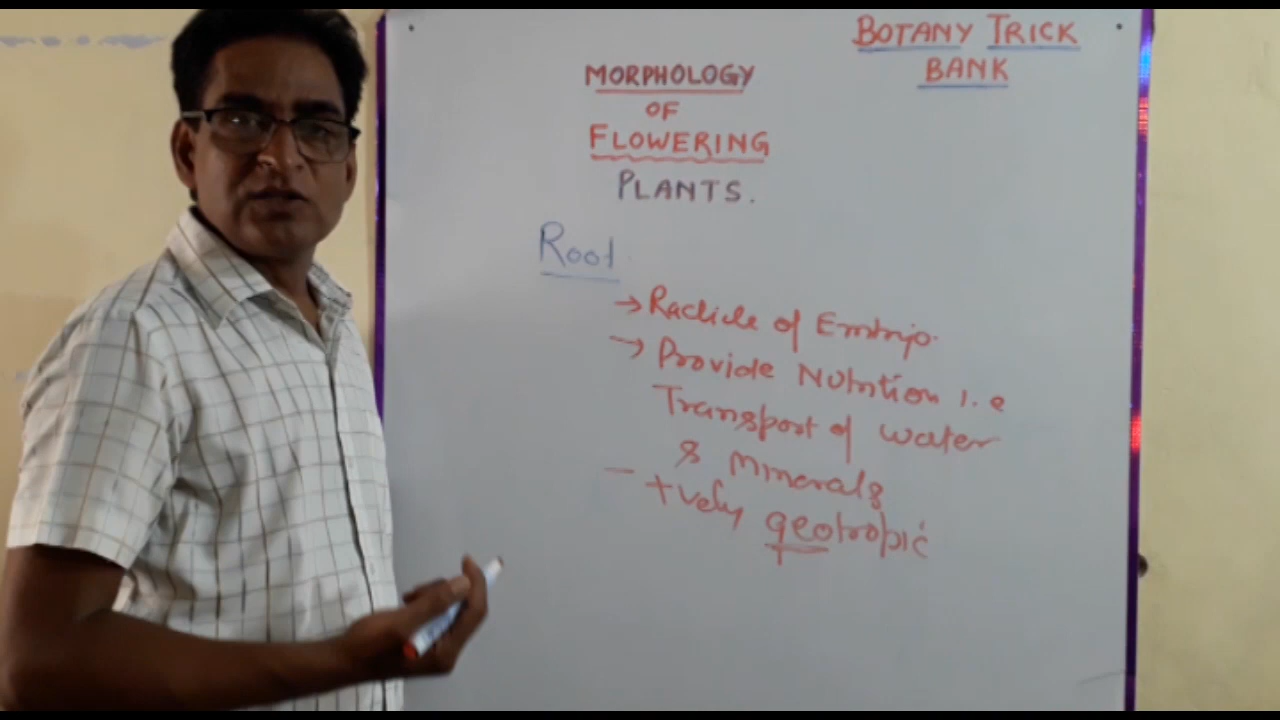 BOTANY TRICK
BANK
MORPHOLOGY
OF
FLOWERING
PLANTS.
Root
→ Radicle of Embryo
→ Provide Nutrition i.e
Transport of water
& minerals
- +vely geotropic